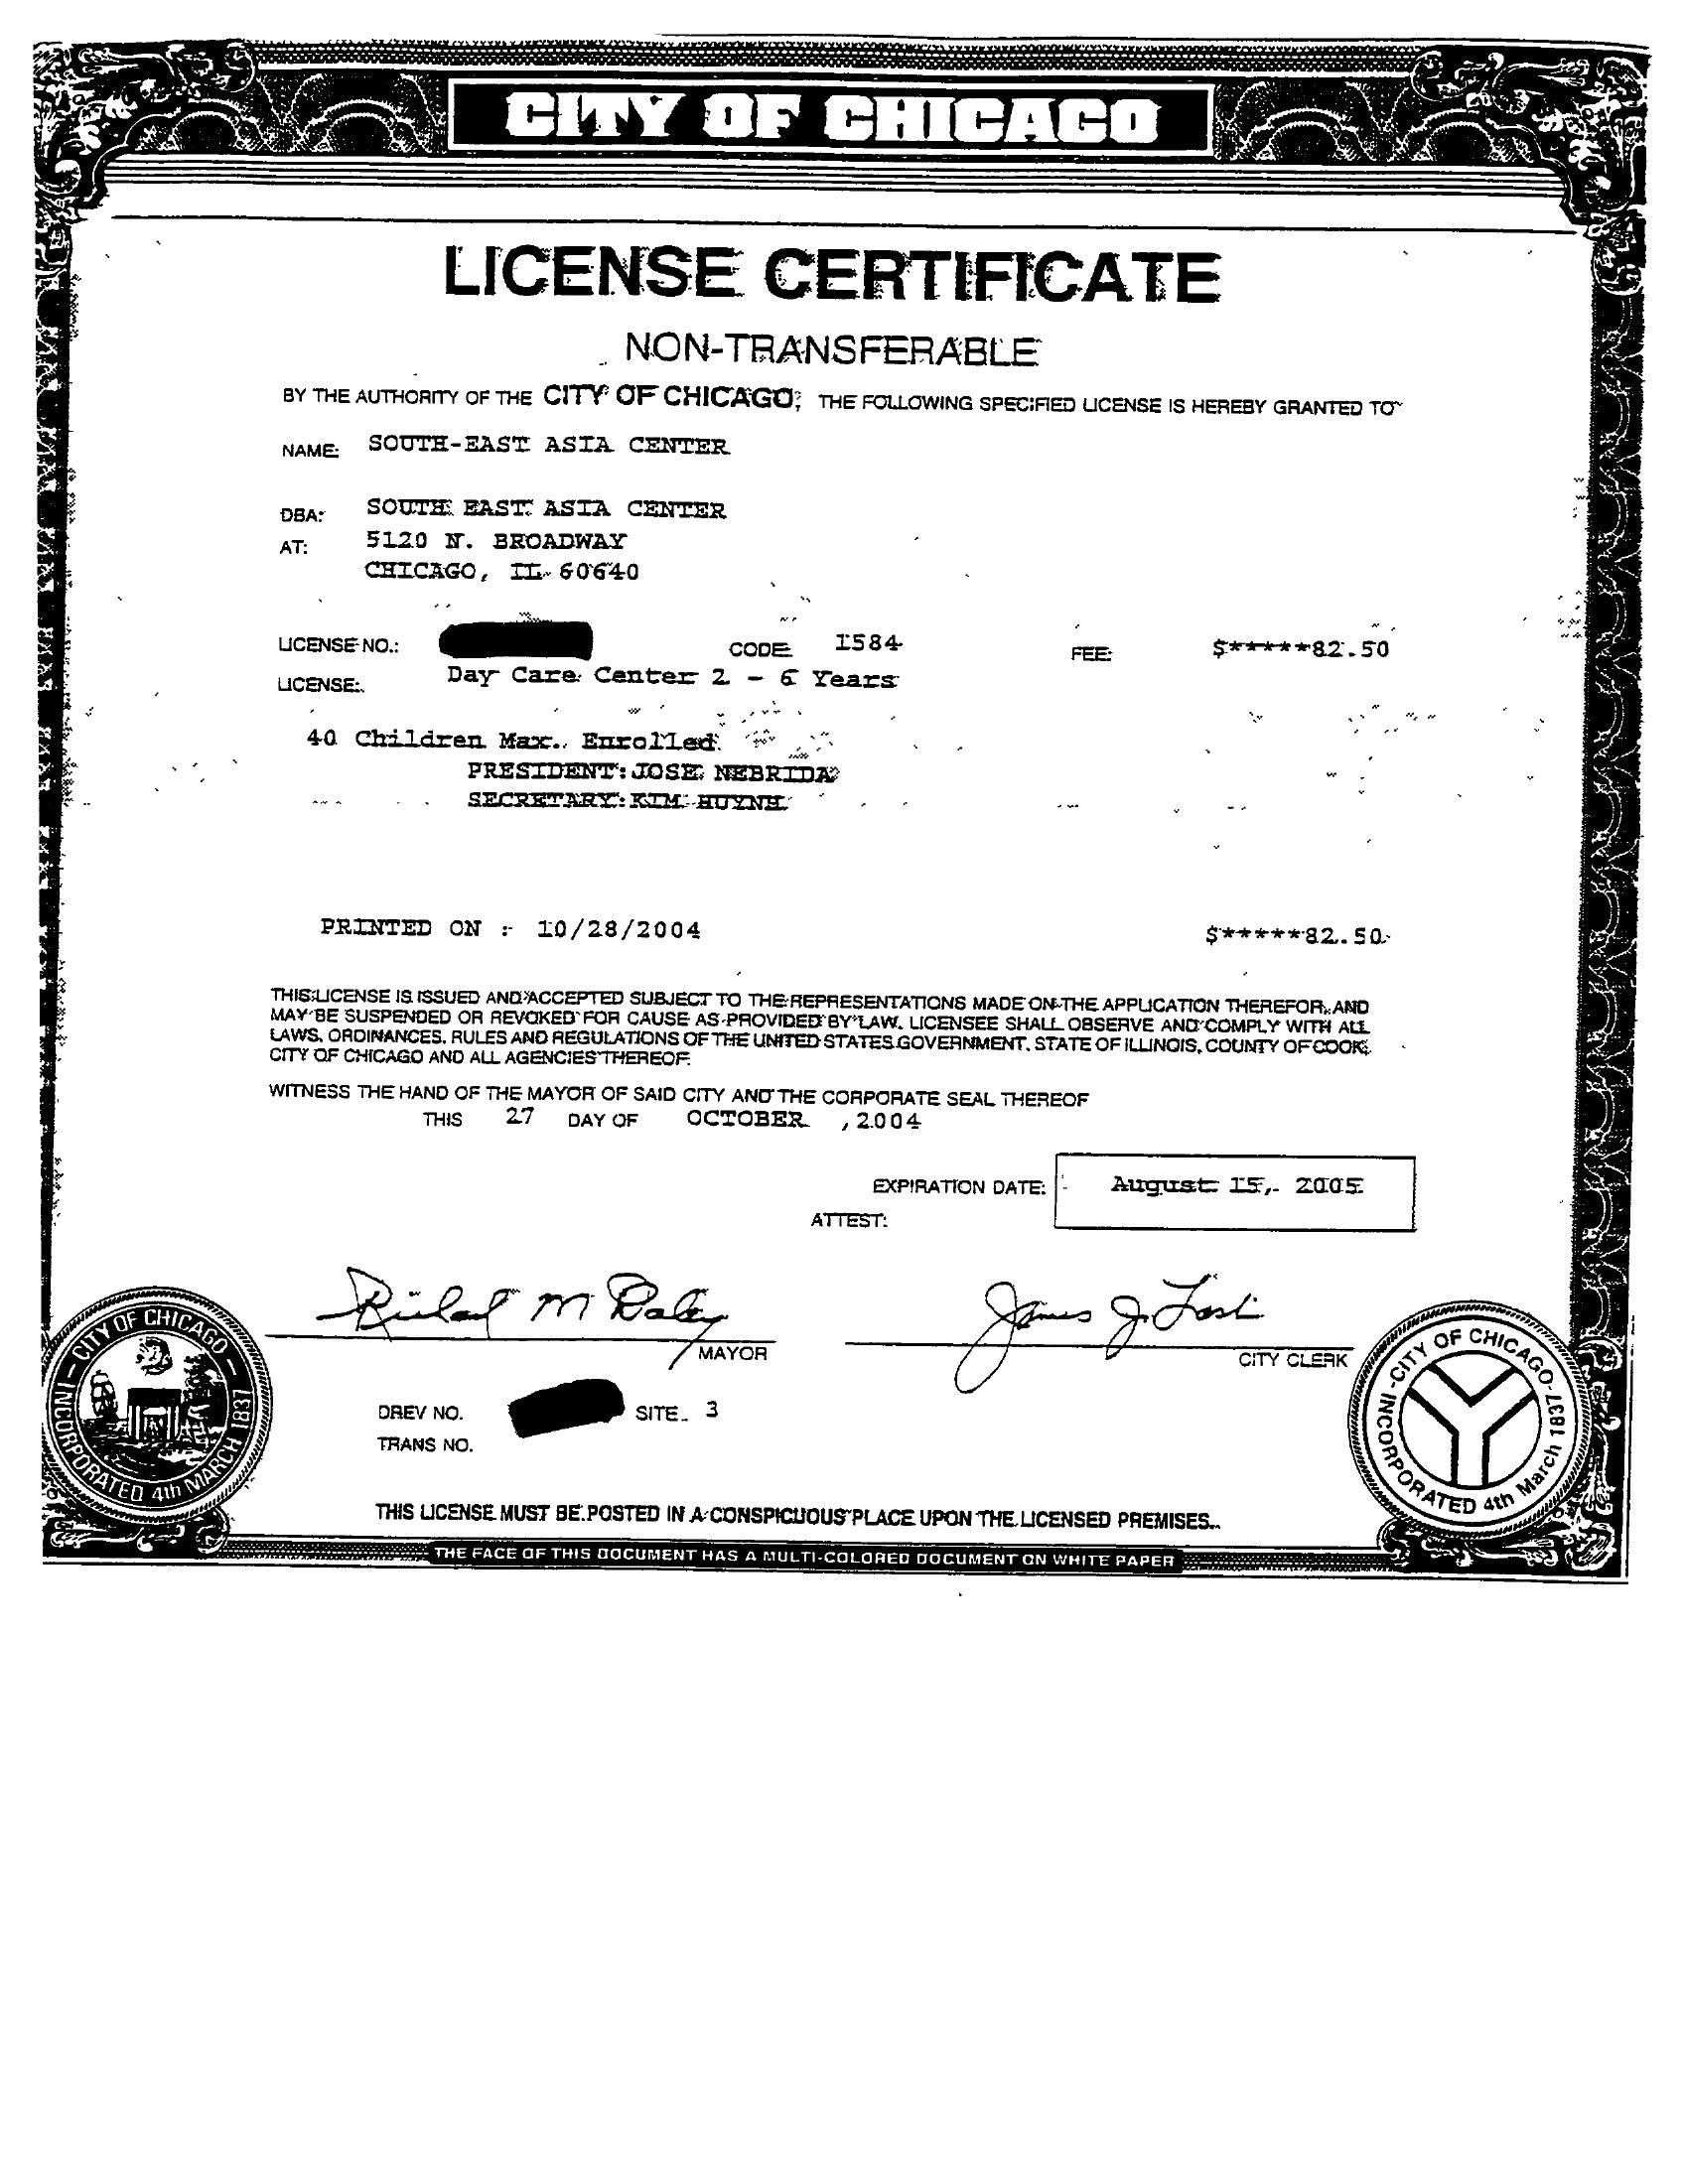 CITY OF CHICAGO
LICENSE CERTIFICATE
NON-TRANSFERABLE
BY THE AUTHORITY OF THE CITY OF CHICAGO, THE FOLLOWING SPECIFIED LICENSE IS HEREBY GRANTED TO
NAME: SOUTH-EAST ASIA CENTER
DBA: SOUTH EAST ASIA CENTER
AT: 5120 N. BROADWAY
CHICAGO, IL 60640
LICENSE NO.: CODE 1584 FEE: $*****82.50
LICENSE: Day Care Center 2 - 6 Years
40 Children Max. Enrolled
PRESIDENT: JOSE NEBRIDA
SECRETARY: KIM HUYNH
PRINTED ON : 10/28/2004 $*****82.50
THIS LICENSE IS ISSUED AND ACCEPTED SUBJECT TO THE REPRESENTATIONS MADE ON THE APPLICATION THEREFOR, AND
MAY BE SUSPENDED OR REVOKED FOR CAUSE AS PROVIDED BY LAW. LICENSEE SHALL OBSERVE AND COMPLY WITH ALL
LAWS, ORDINANCES, RULES AND REGULATIONS OF THE UNITED STATES GOVERNMENT, STATE OF ILLINOIS, COUNTY OF COOK,
CITY OF CHICAGO AND ALL AGENCIES THEREOF.
WITNESS THE HAND OF THE MAYOR OF SAID CITY AND THE CORPORATE SEAL THEREOF
THIS 27 DAY OF OCTOBER , 2004
EXPIRATION DATE: August 15, 2005
ATTEST:
Richard M Daley James J. Laski
MAYOR CITY CLERK
CITY OF CHICAGO — INCORPORATED 4th MARCH 1837
CITY OF CHICAGO - INCORPORATED 4th March 1837
DREV NO. SITE 3
TRANS NO.
THIS LICENSE MUST BE POSTED IN A CONSPICUOUS PLACE UPON THE LICENSED PREMISES.
THE FACE OF THIS DOCUMENT HAS A MULTI-COLORED DOCUMENT ON WHITE PAPER